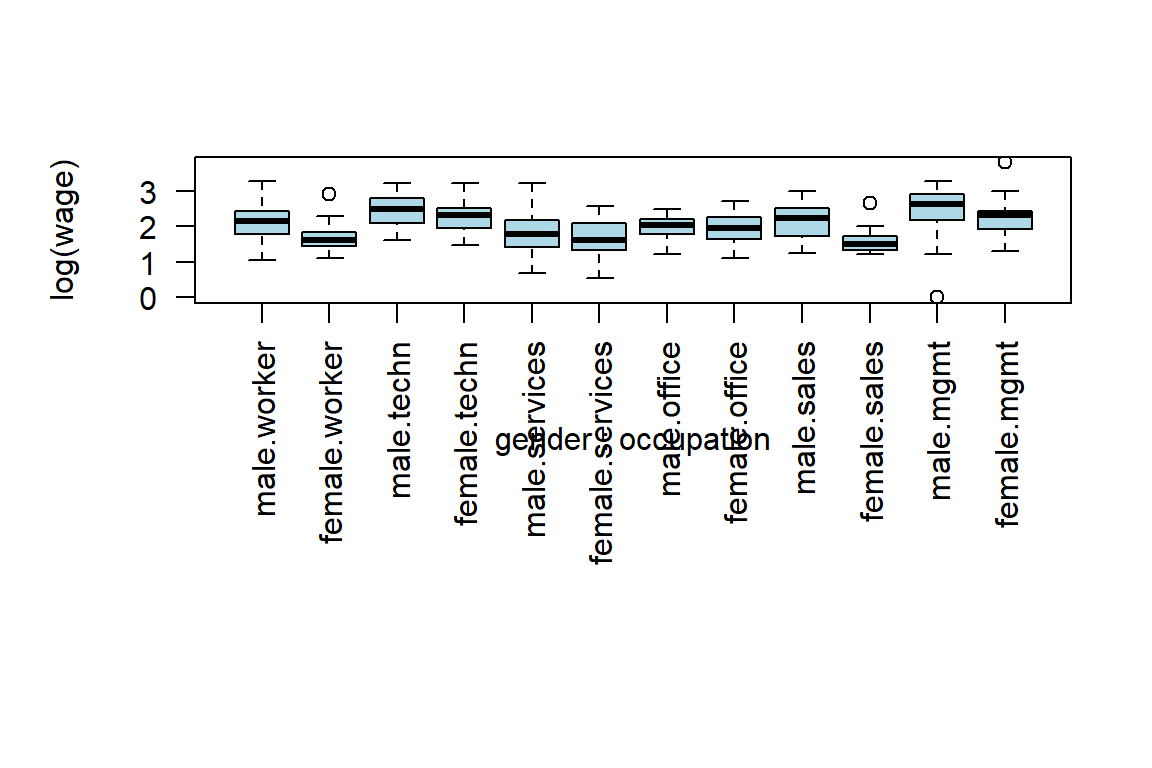 log(wage)
3
2
1
0
male.worker
female.worker
male.techn
female.techn
male.services
female.services
male.office
female.office
male.sales
female.sales
male.mgmt
female.mgmt
gender : occupation